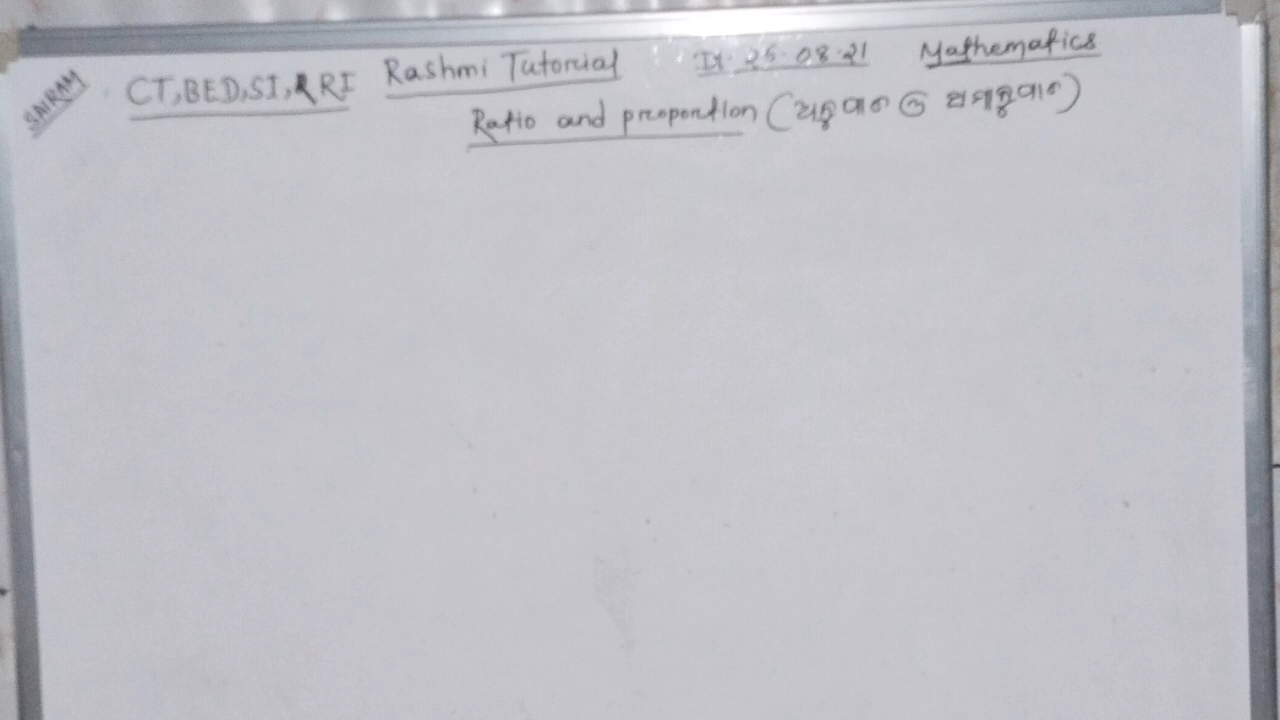 SAIRAM
CT,BED,SI,RI Rashmi Tutorial Dt. 25.08.21 Mathematics
Ratio and proportion (ଅନୁପାତ ଓ ସମାନୁପାତ)